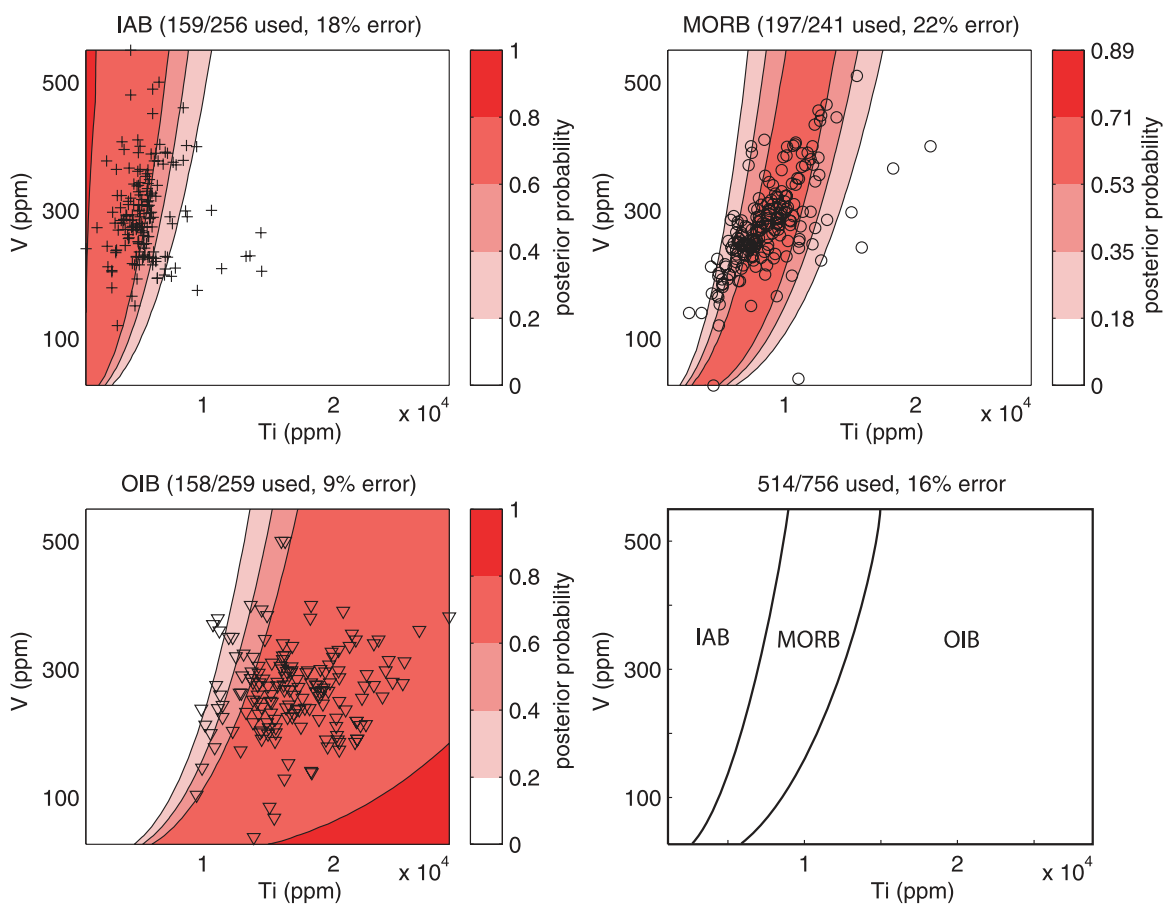 IAB (159/256 used, 18% error)
500
300
100
V (ppm)
1
2
x 10^4
Ti (ppm)
1
0.8
0.6
0.4
0.2
0
posterior probability
MORB (197/241 used, 22% error)
500
300
100
V (ppm)
1
2
x 10^4
Ti (ppm)
0.89
0.71
0.53
0.35
0.18
0
posterior probability
OIB (158/259 used, 9% error)
500
300
100
V (ppm)
1
2
x 10^4
Ti (ppm)
1
0.8
0.6
0.4
0.2
0
posterior probability
514/756 used, 16% error
500
300
100
V (ppm)
IAB
MORB
OIB
1
2
x 10^4
Ti (ppm)